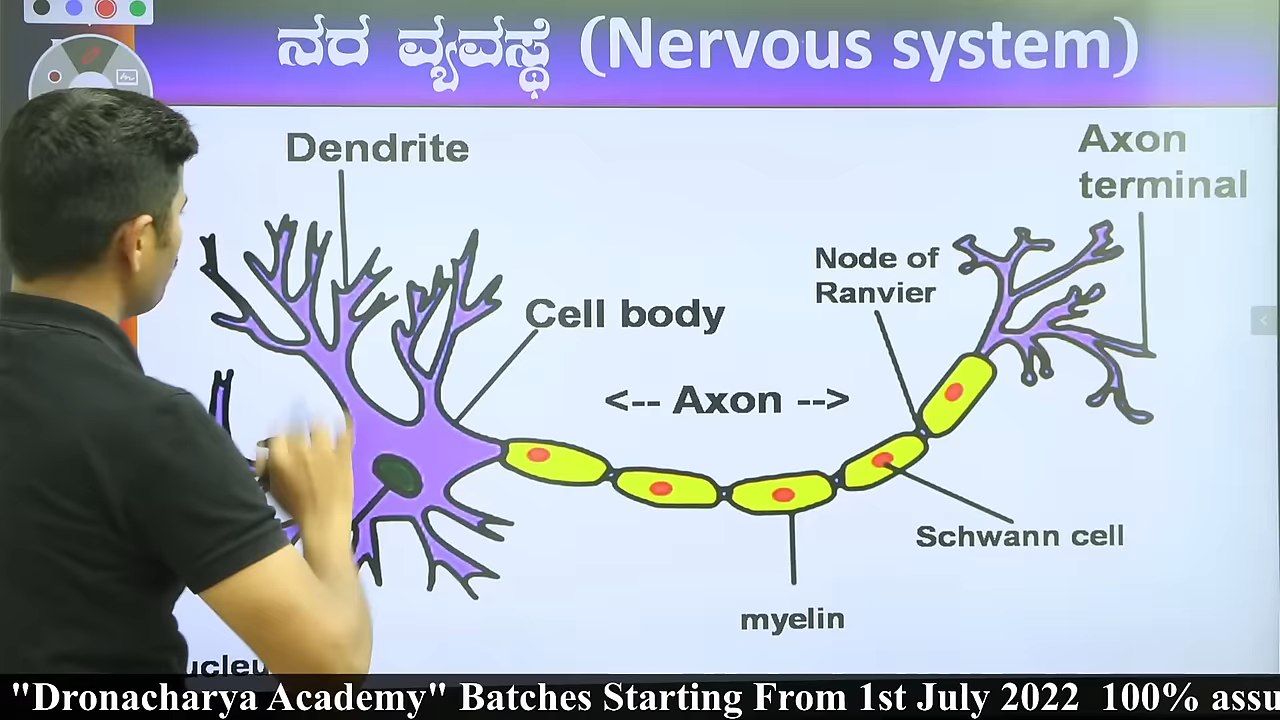 ನರ ವ್ಯವಸ್ಥೆ (Nervous system)
Dendrite
Axon
terminal
Node of
Ranvier
Cell body
<-- Axon -->
Schwann cell
myelin
"Dronacharya Academy" Batches Starting From 1st July 2022 100%